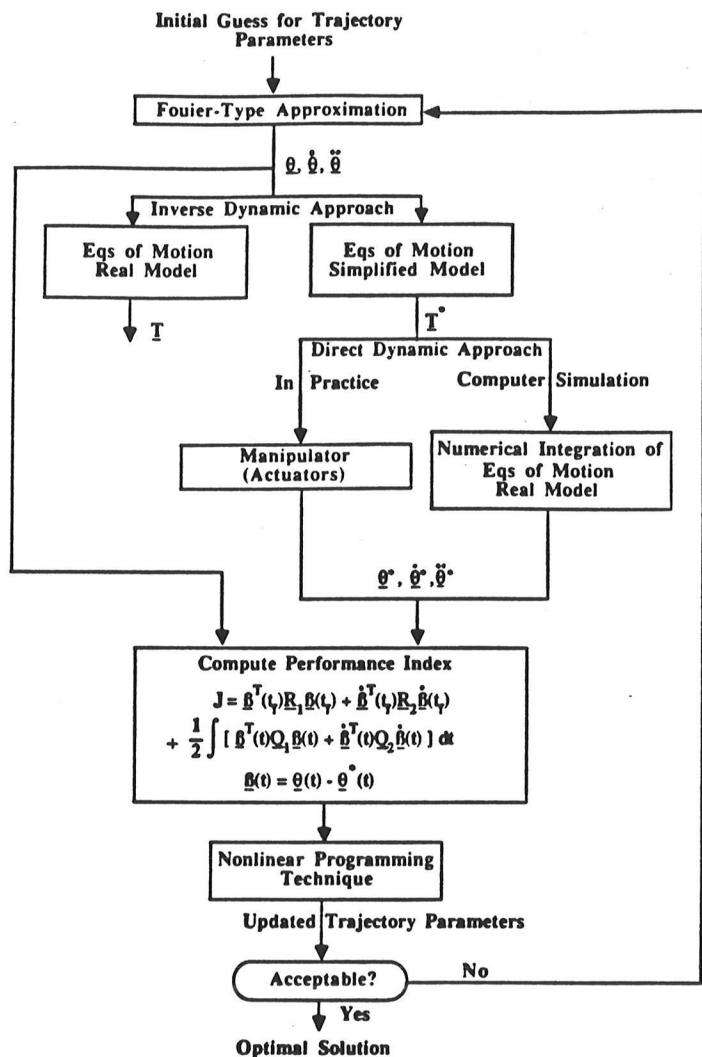 Initial Guess for Trajectory
Parameters
Fouier-Type Approximation
θ, θ̇, θ̈
Inverse Dynamic Approach
Eqs of Motion
Real Model
Eqs of Motion
Simplified Model
T
T*
Direct Dynamic Approach
In Practice
Computer Simulation
Manipulator
(Actuators)
Numerical Integration of
Eqs of Motion
Real Model
θ*, θ̇*, θ̈*
Compute Performance Index
J = β^T(t_f)R_1β(t_f) + β̇^T(t_f)R_2β̇(t_f)
+ 1/2 ∫ [ β^T(t)Q_1β(t) + β̇^T(t)Q_2β̇(t) ] dt
β(t) = θ(t) - θ*(t)
Nonlinear Programming
Technique
Updated Trajectory Parameters
Acceptable?
No
Yes
Optimal Solution